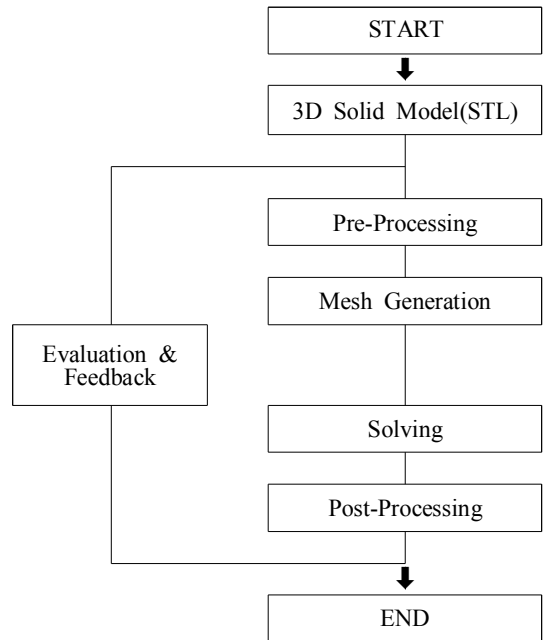 START
3D Solid Model(STL)
Pre-Processing
Mesh Generation
Evaluation &
Feedback
Solving
Post-Processing
END